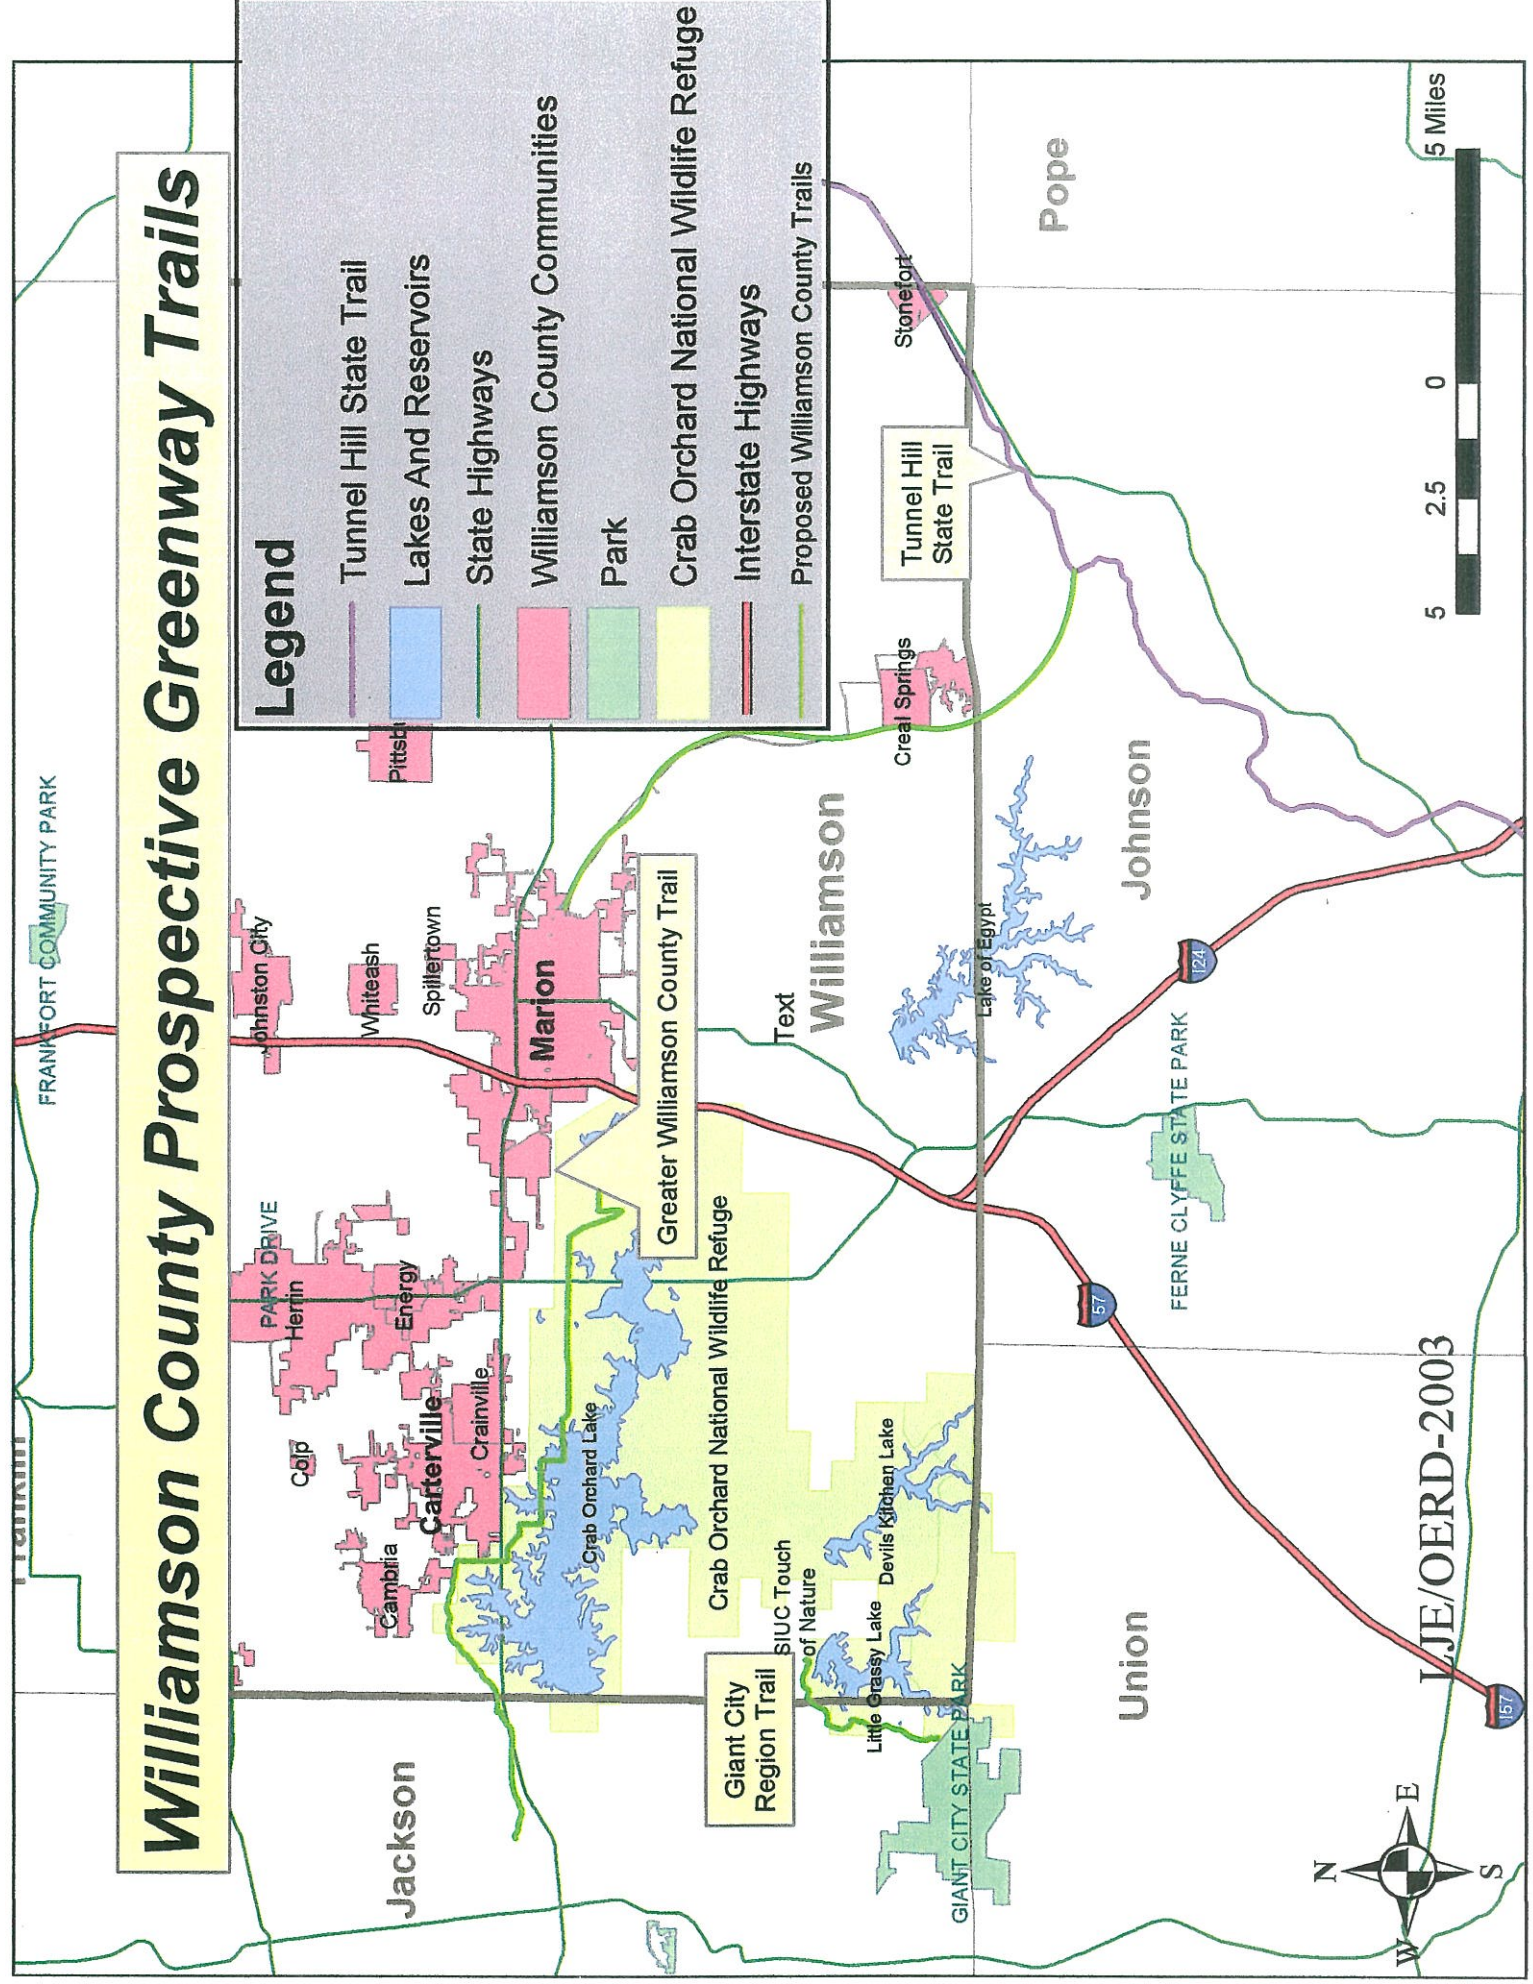 Williamson County Prospective Greenway Trails
Legend
Tunnel Hill State Trail
Lakes And Reservoirs
State Highways
Williamson County Communities
Park
Crab Orchard National Wildlife Refuge
Interstate Highways
Proposed Williamson County Trails
FRANKFORT COMMUNITY PARK
Johnston City
Whiteash
Spillertown
Pittsb
PARK DRIVE
Herrin
Energy
Colp
Carterville
Crainville
Cambria
Marion
Jackson
Crab Orchard Lake
Greater Williamson County Trail
Crab Orchard National Wildlife Refuge
Text
Williamson
Giant City
Region Trail
SIUC Touch
of Nature
Little Grassy Lake
Devils Kitchen Lake
GIANT CITY STATE PARK
Lake of Egypt
Creal Springs
Stonefort
Tunnel Hill
State Trail
Pope
Johnson
Union
FERNE CLYFFE STATE PARK
124
57
157
LJE/OERD-2003
N
W
E
S
5
2.5
0
5 Miles